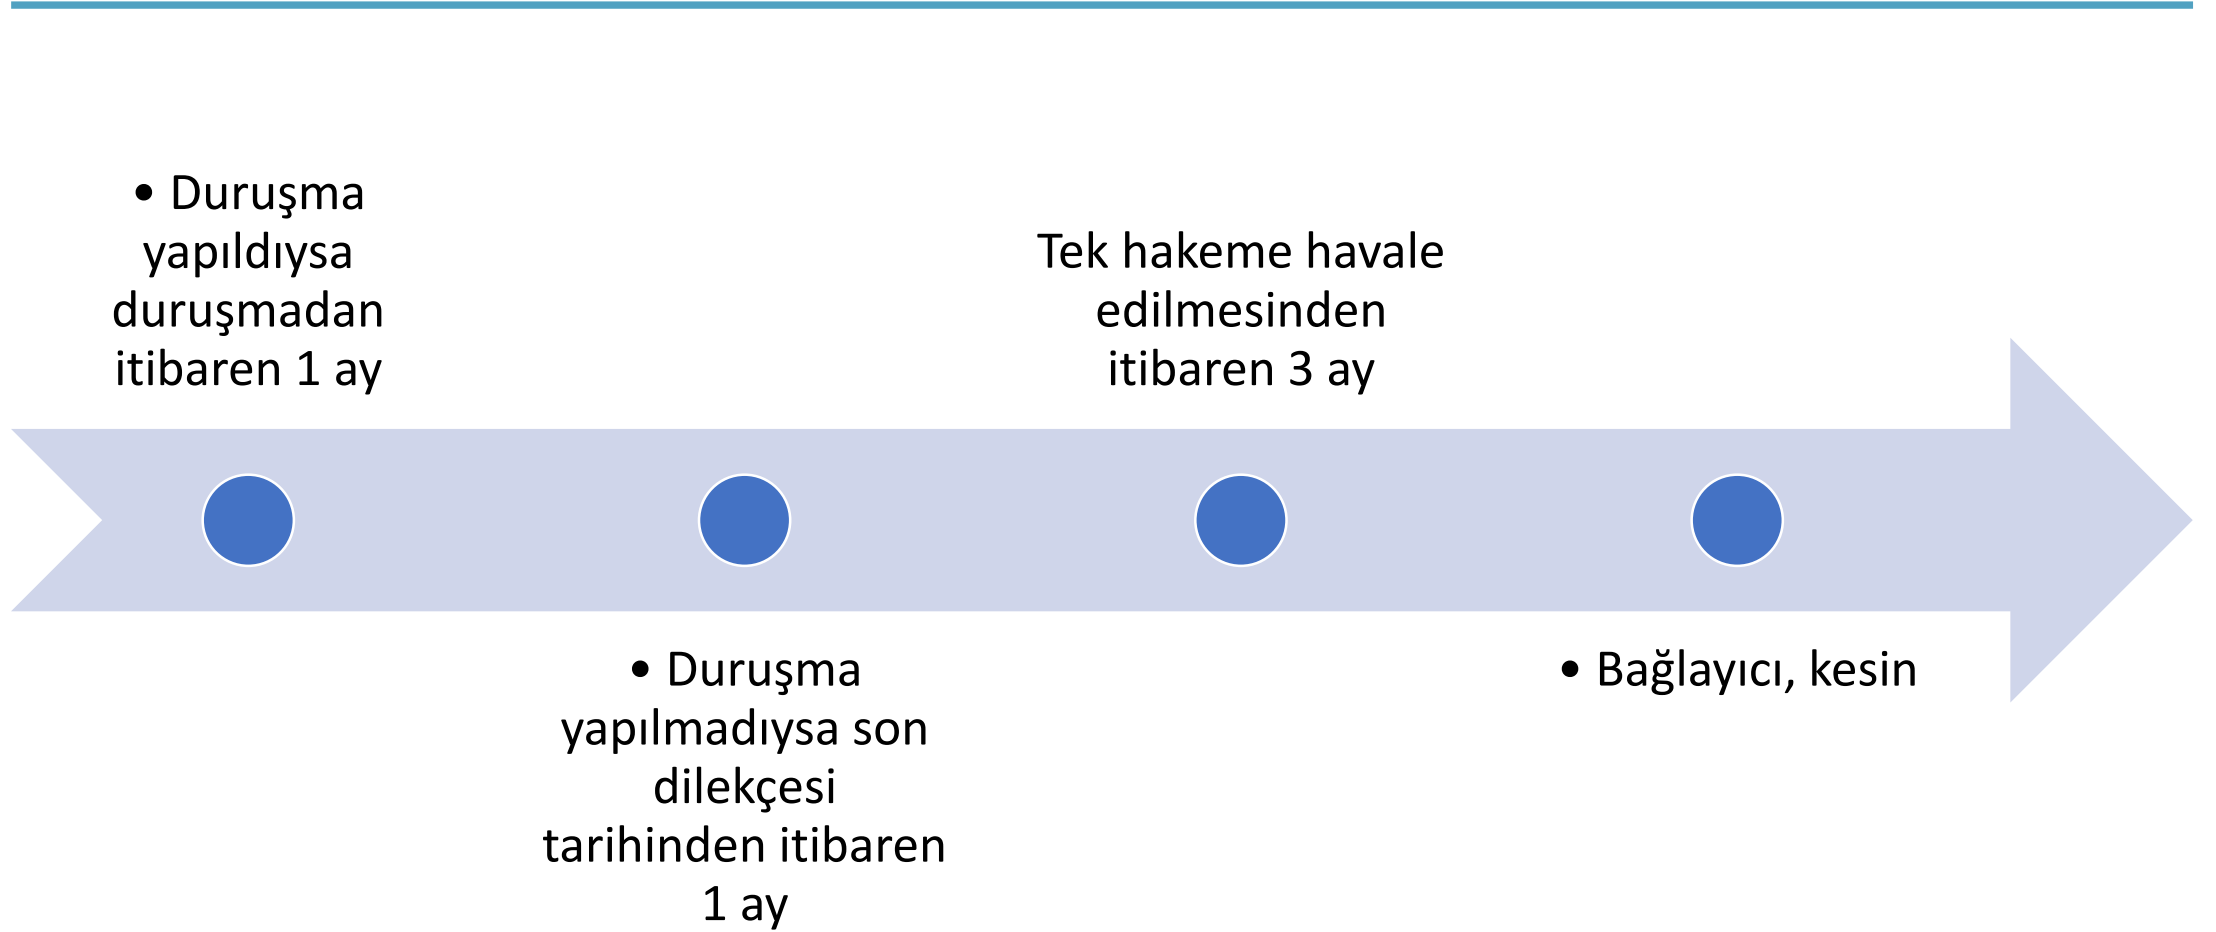 • Duruşma
yapıldıysa
duruşmadan
itibaren 1 ay
• Duruşma
yapılmadıysa son
dilekçesi
tarihinden itibaren
1 ay
Tek hakeme havale
edilmesinden
itibaren 3 ay
• Bağlayıcı, kesin